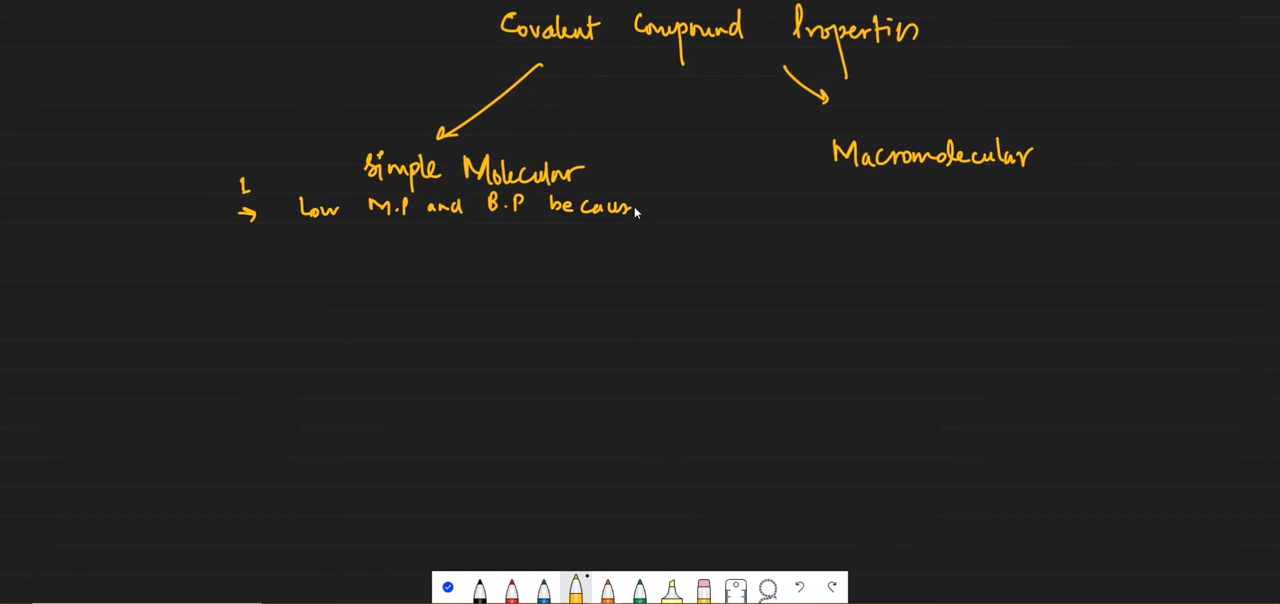 Covalent Compound Properties
Simple Molecular
Macromolecular
1
→ Low M.P and B.P because